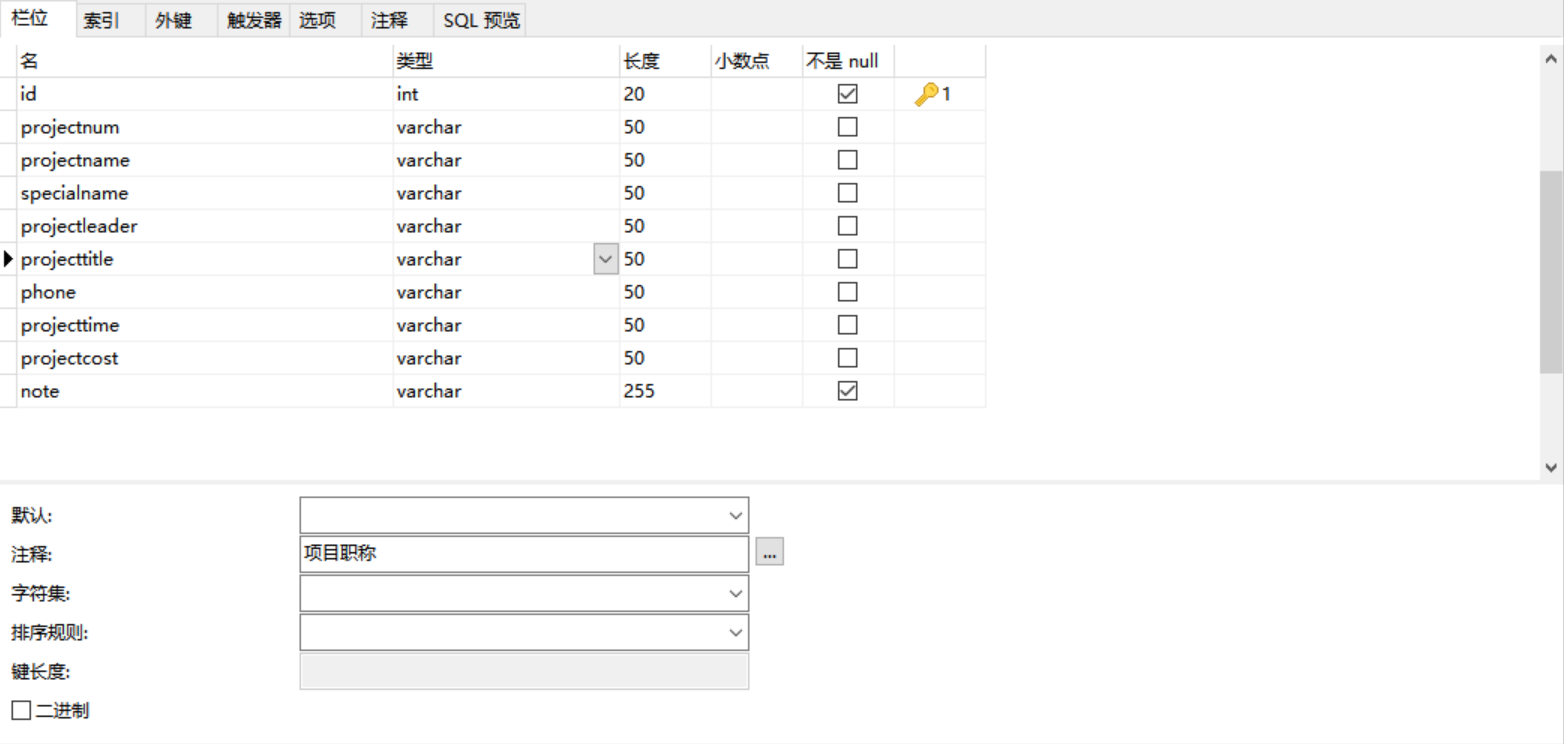 栏位 索引 外键 触发器 选项 注释 SQL 预览
名 类型 长度 小数点 不是 null
id int 20 1
projectnum varchar 50
projectname varchar 50
specialname varchar 50
projectleader varchar 50
projecttitle varchar 50
phone varchar 50
projecttime varchar 50
projectcost varchar 50
note varchar 255
默认:
注释: 项目职称 ...
字符集:
排序规则:
键长度:
二进制